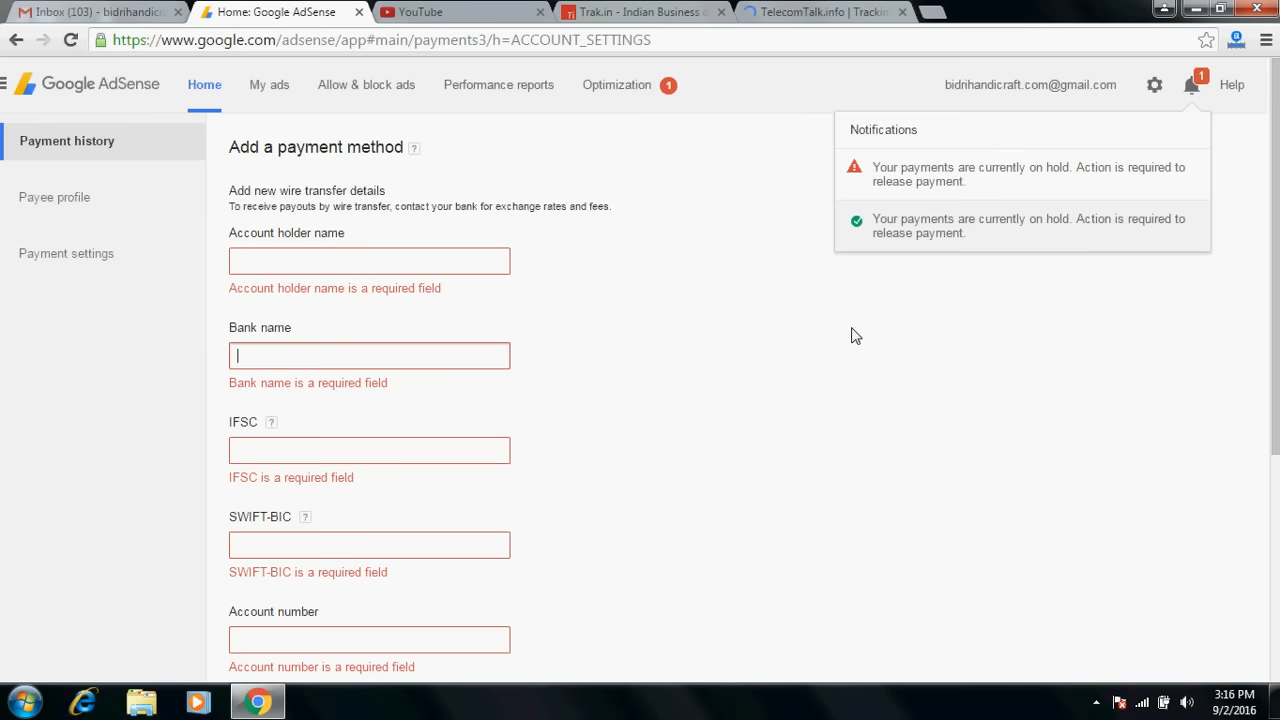 Inbox (103) - bidrihandic
Home: Google AdSense
YouTube
Trak.in - Indian Business o
TelecomTalk.info | Trackin
https://www.google.com/adsense/app#main/payments3/h=ACCOUNT_SETTINGS
Google AdSense
Home
My ads
Allow & block ads
Performance reports
Optimization
1
bidrihandicraft.com@gmail.com
1
Help
Payment history
Payee profile
Payment settings
Add a payment method ?
Add new wire transfer details
To receive payouts by wire transfer, contact your bank for exchange rates and fees.
Account holder name
Account holder name is a required field
Bank name
Bank name is a required field
IFSC ?
IFSC is a required field
SWIFT-BIC ?
SWIFT-BIC is a required field
Account number
Account number is a required field
Notifications
Your payments are currently on hold. Action is required to
release payment.
Your payments are currently on hold. Action is required to
release payment.
3:16 PM
9/2/2016